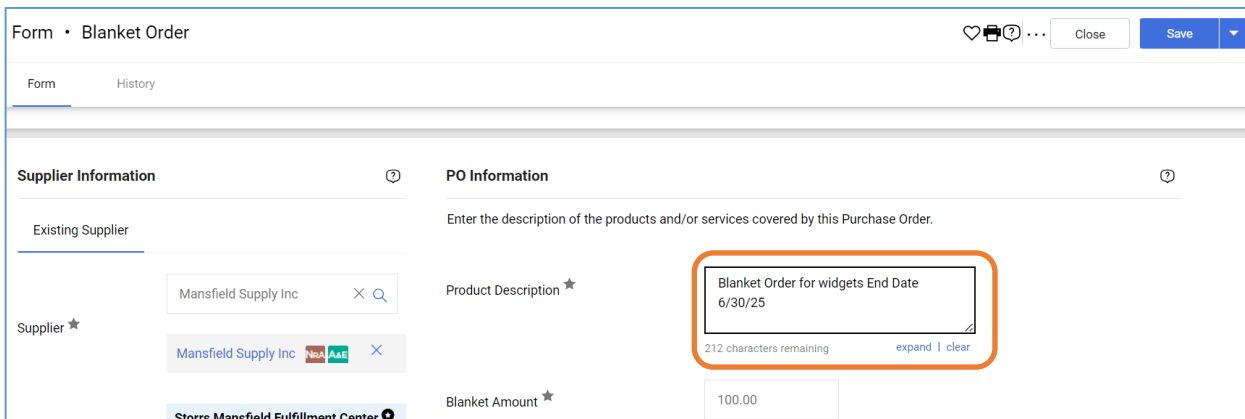 Form • Blanket Order
Close
Save
Form
History
Supplier Information
PO Information
Existing Supplier
Enter the description of the products and/or services covered by this Purchase Order.
Mansfield Supply Inc
Supplier
Mansfield Supply Inc NRA A&E
Storrs Mansfield Fulfillment Center
Product Description
Blanket Order for widgets End Date
6/30/25
212 characters remaining
expand | clear
Blanket Amount
100.00